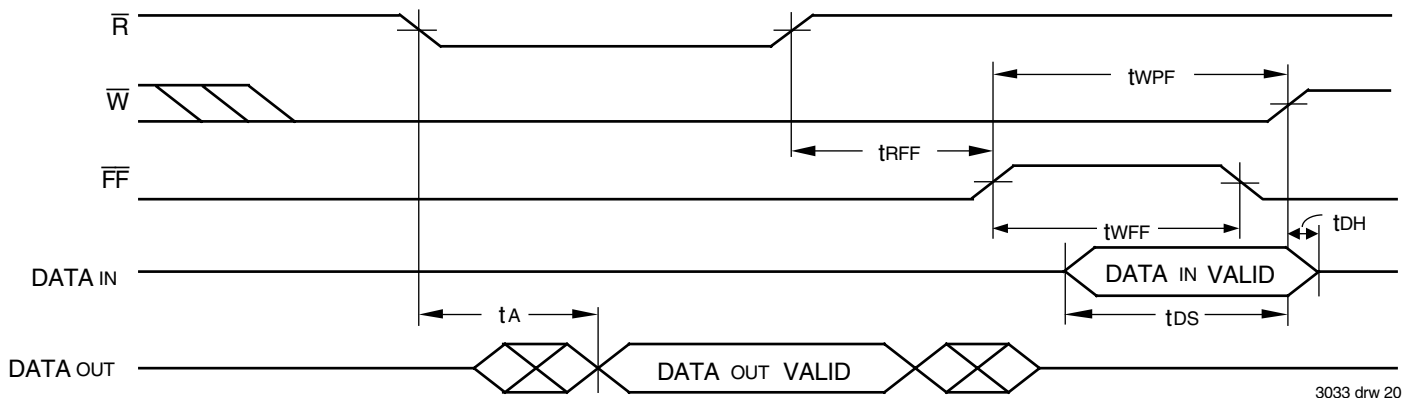 R̅
W̅
tWPF
tRFF
F̅F̅
tWFF
tDH
DATA IN
DATA IN VALID
tA
tDS
DATA OUT
DATA OUT VALID
3033 drw 20